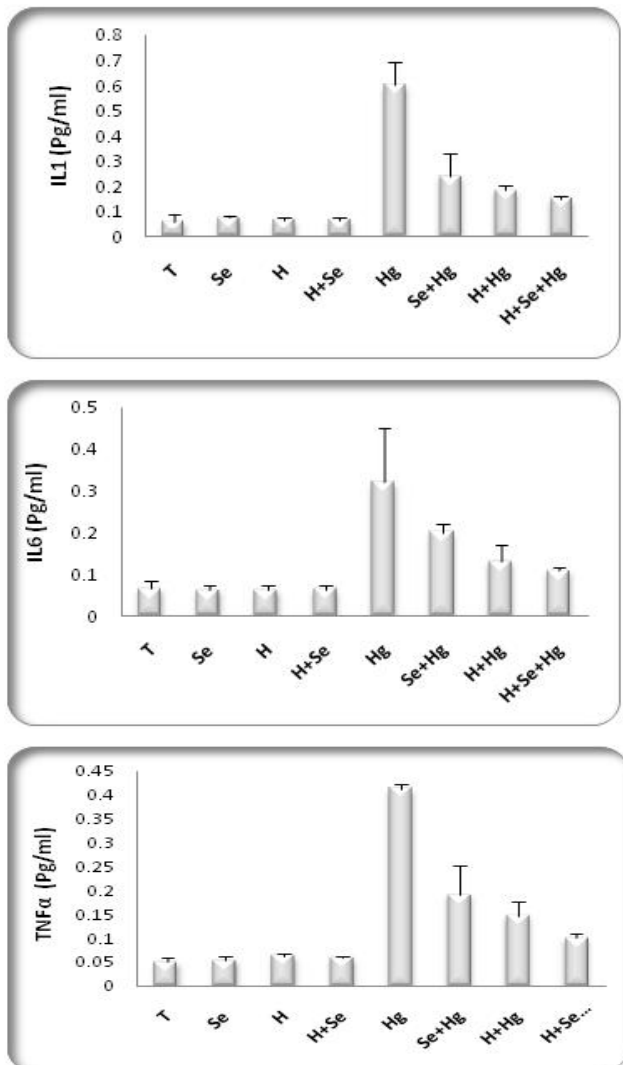 IL1 (Pg/ml)
0.8
0.7
0.6
0.5
0.4
0.3
0.2
0.1
0
T
Se
H
H+Se
Hg
Se+Hg
H+Hg
H+Se+Hg
IL6 (Pg/ml)
0.5
0.4
0.3
0.2
0.1
0
T
Se
H
H+Se
Hg
Se+Hg
H+Hg
H+Se+Hg
TNFα (Pg/ml)
0.45
0.4
0.35
0.3
0.25
0.2
0.15
0.1
0.05
0
T
Se
H
H+Se
Hg
Se+Hg
H+Hg
H+Se...